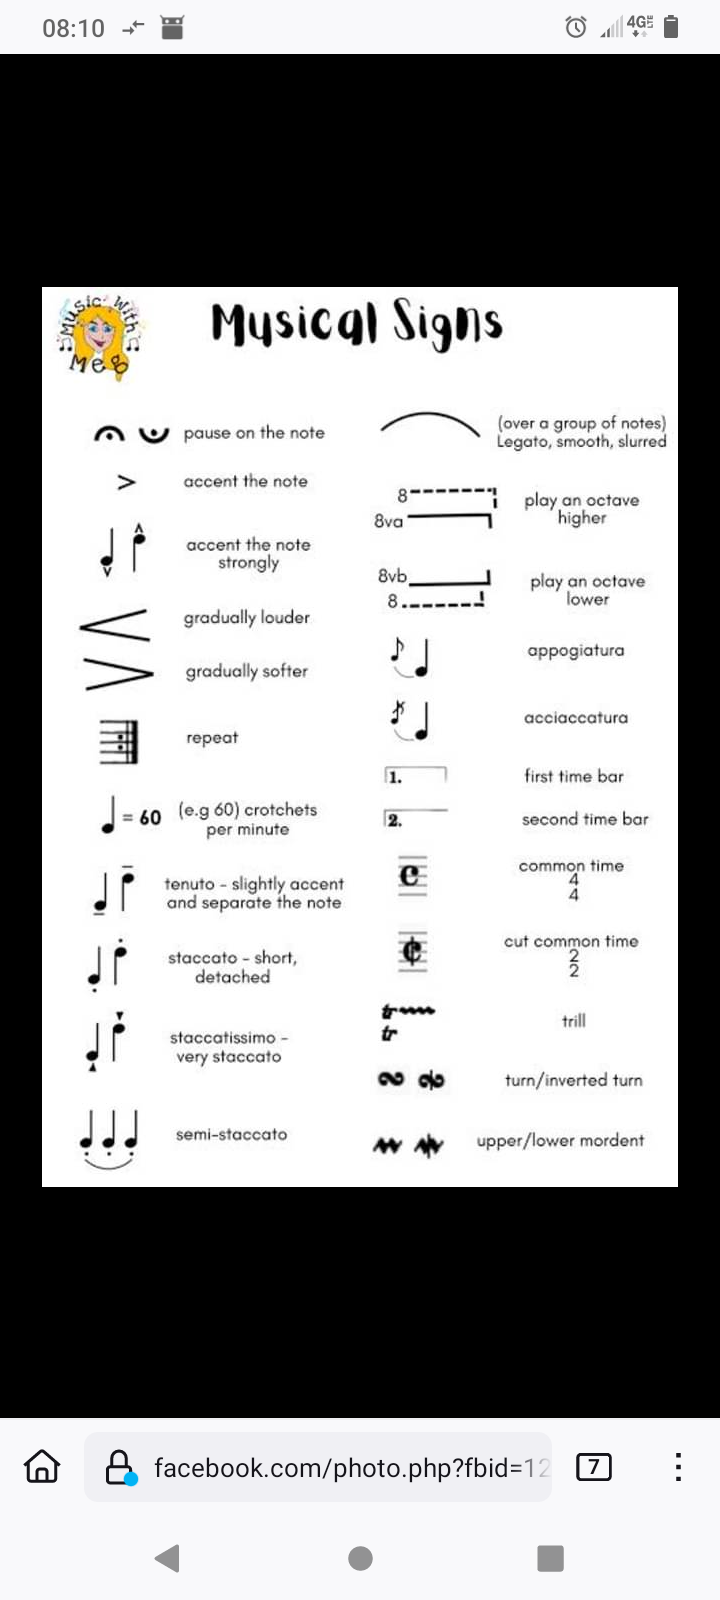 08:10
4G
Music With
Meg
Musical Signs
pause on the note
accent the note
accent the note
strongly
gradually louder
gradually softer
repeat
= 60
(e.g 60) crotchets
per minute
tenuto - slightly accent
and separate the note
staccato - short,
detached
staccatissimo -
very staccato
semi-staccato
(over a group of notes)
Legato, smooth, slurred
8
8va
play an octave
higher
8vb
8
play an octave
lower
appogiatura
acciaccatura
1.
first time bar
2.
second time bar
common time
4
4
cut common time
2
2
tr
tr
trill
turn/inverted turn
upper/lower mordent
facebook.com/photo.php?fbid=12
7